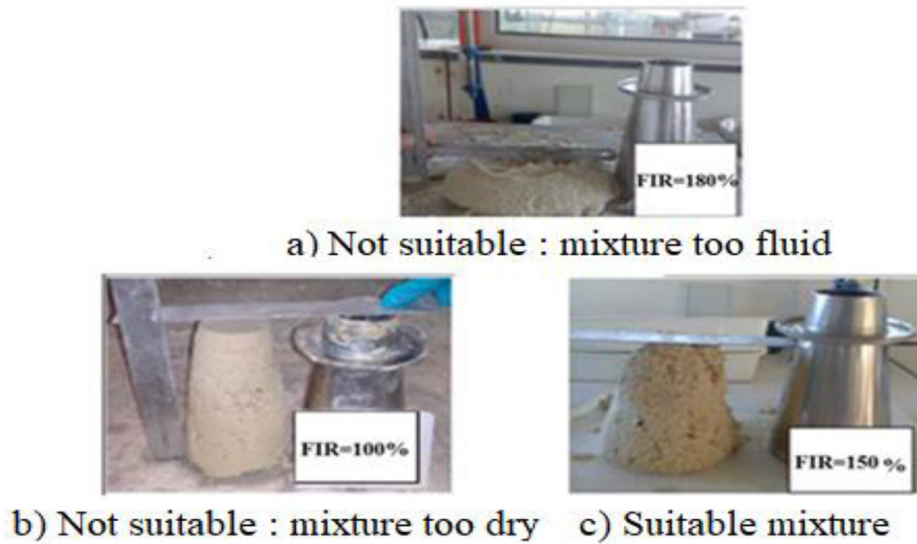 FIR=180%
a) Not suitable : mixture too fluid
FIR=100%
FIR=150 %
b) Not suitable : mixture too dry
c) Suitable mixture